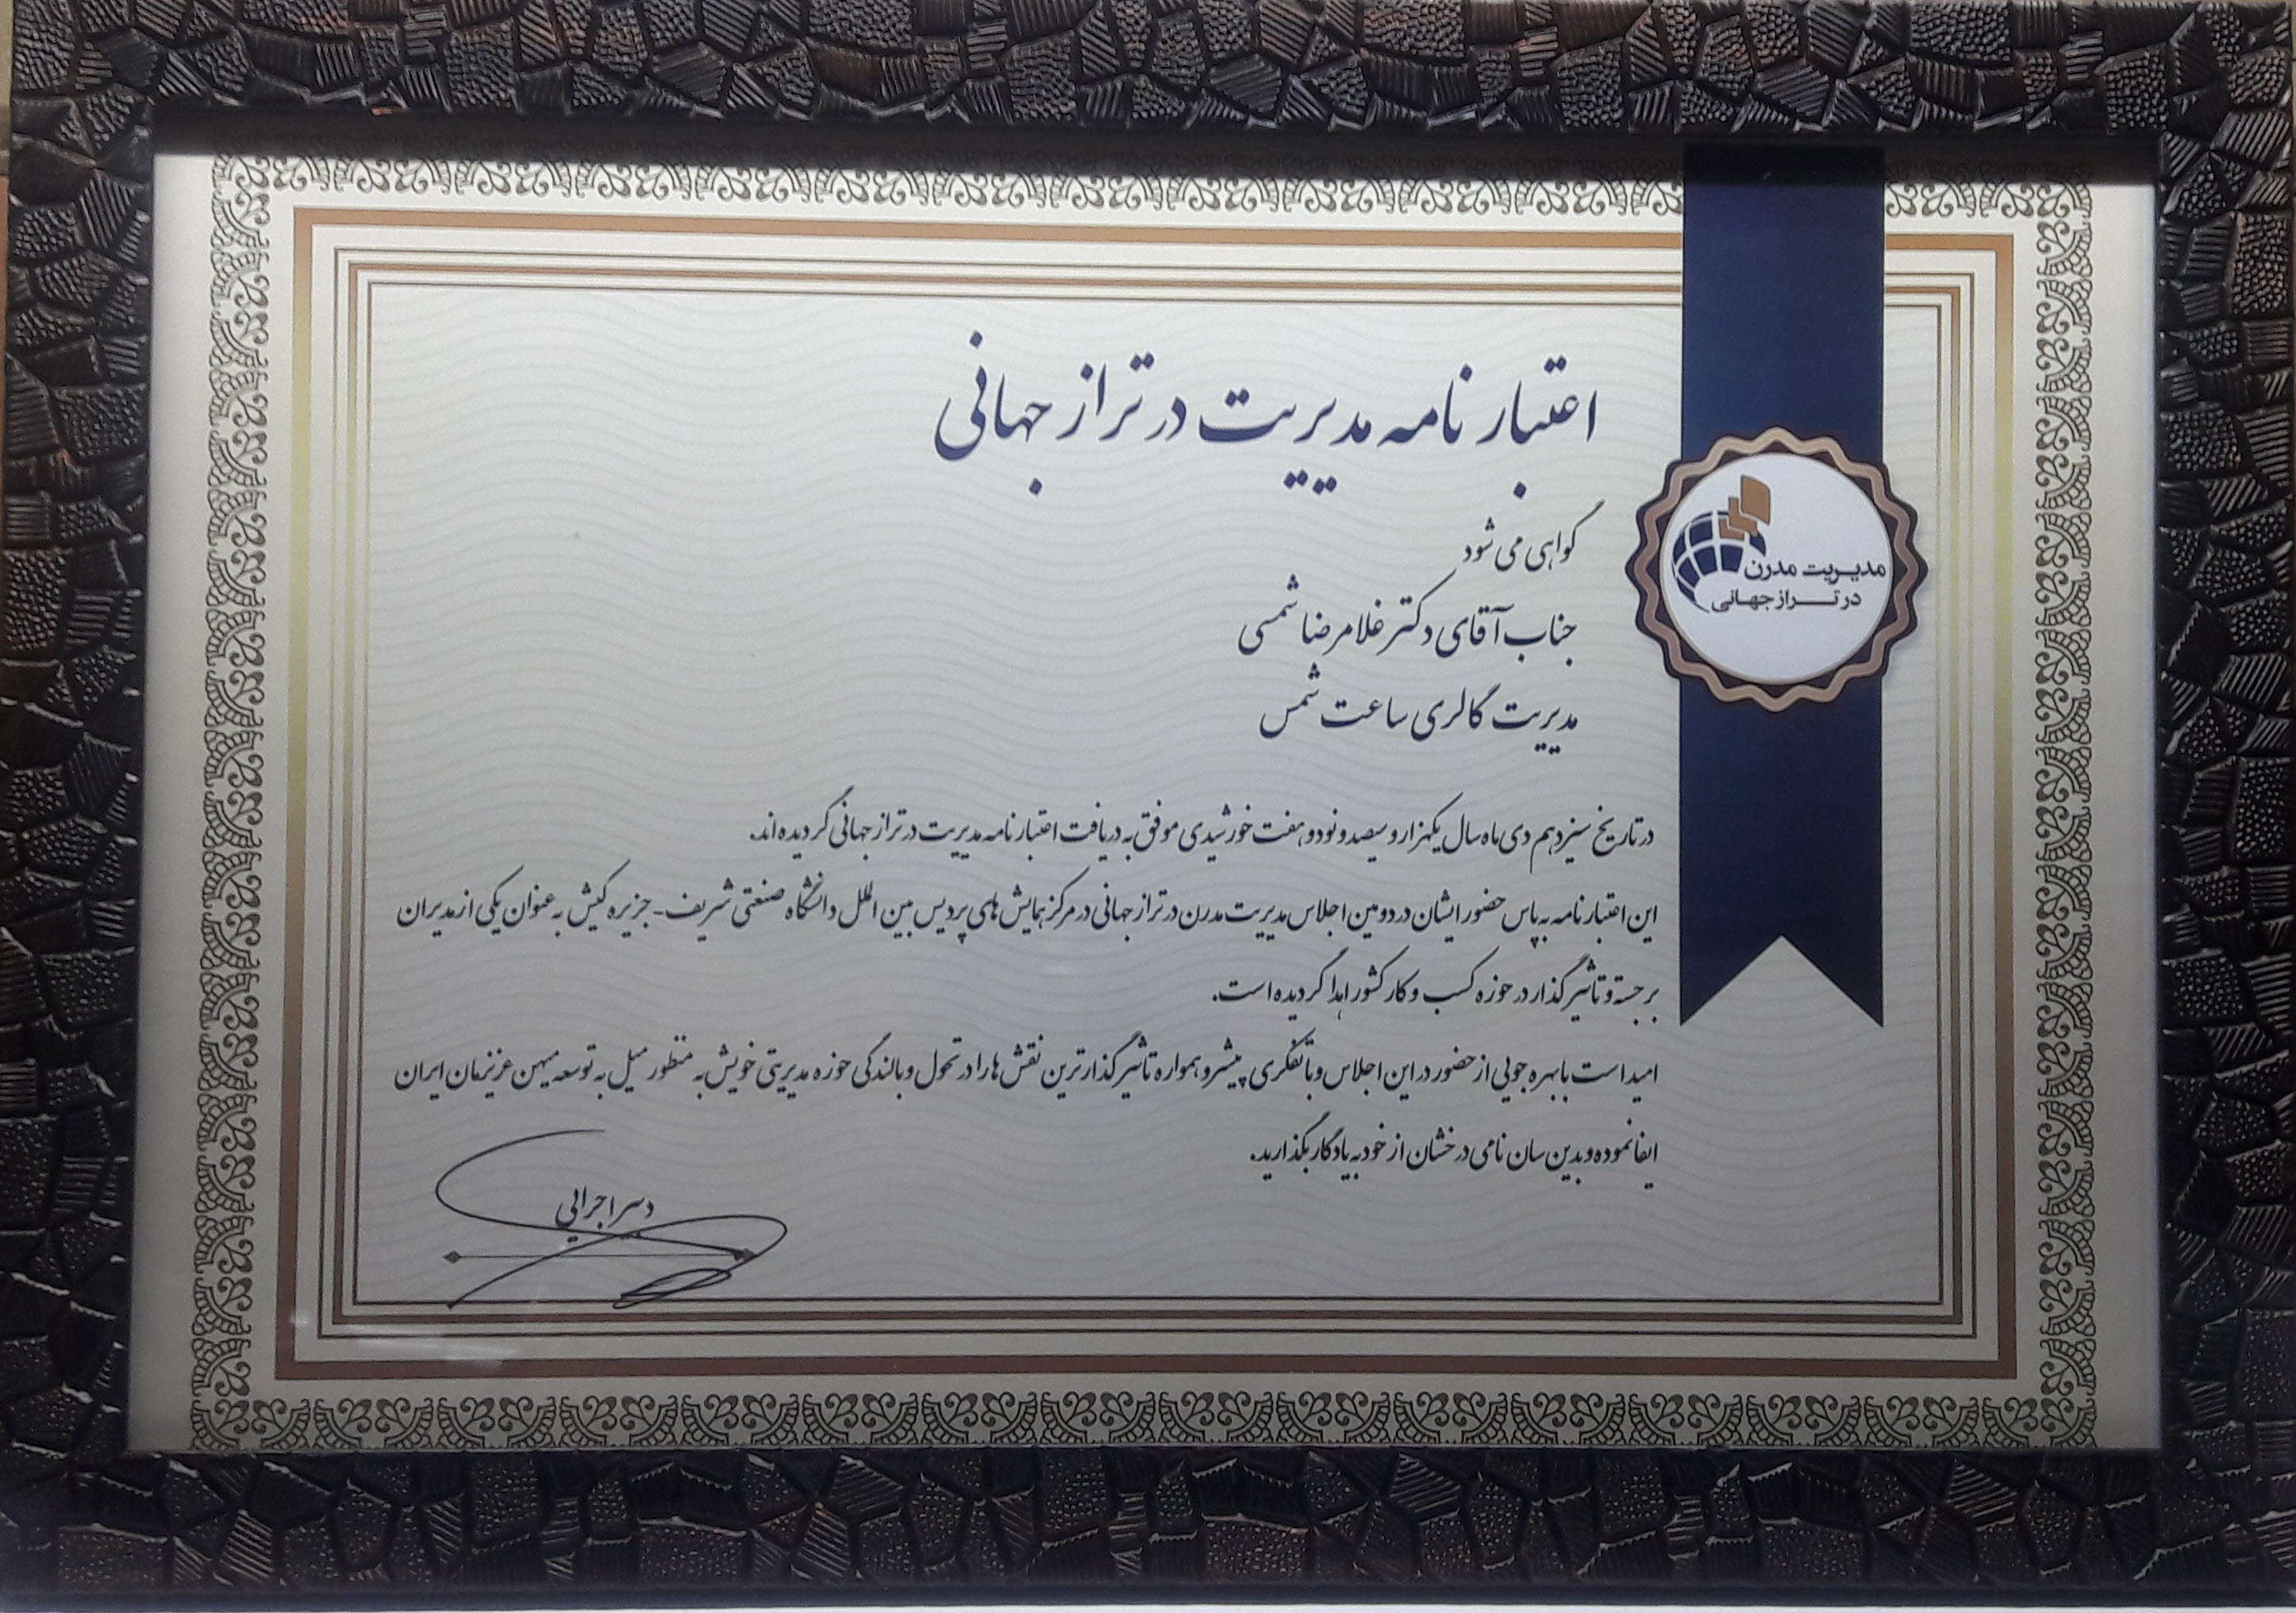 اعتبار نامه مدیریت در تراز جهانی
گواهی می شود
جناب آقای دکتر غلامرضا شمسی
مدیریت گالری ساعت شمس
مدیریت مدرن
در تراز جهانی
در تاریخ سیزدهم دی ماه سال یکهزار و سیصد و نود و هفت خورشیدی موفق به دریافت اعتبار نامه مدیریت در تراز جهانی گردیده اند.
این اعتبار نامه به پاس حضور ایشان در دومین اجلاس مدیریت مدرن در تراز جهانی در مرکز همایش های پردیس بین الملل دانشگاه صنعتی شریف - جزیره کیش به عنوان یکی از مدیران
برجسته و تاثیر گذار در حوزه کسب و کار کشور اهدا گردیده است.
امید است با بهره جویی از حضور در این اجلاس و با تفکری پیشرو همواره تاثیر گذارترین نقش ها را در تحول و بالندگی حوزه مدیریتی خویش به منظور میل به توسعه میهن عزیزمان ایران
ایفا نموده و بدین سان نامی درخشان از خود به یادگار بگذارید.
دبیر اجرایی